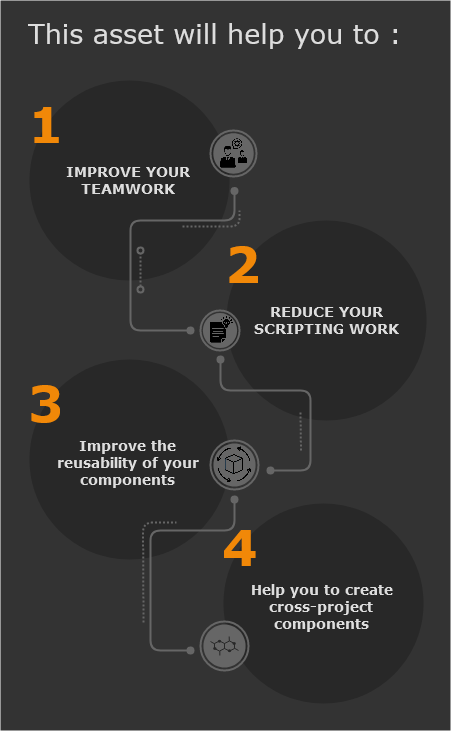 This asset will help you to :
1
IMPROVE YOUR
TEAMWORK
2
REDUCE YOUR
SCRIPTING WORK
3
Improve the
reusability of your
components
4
Help you to create
cross-project
components